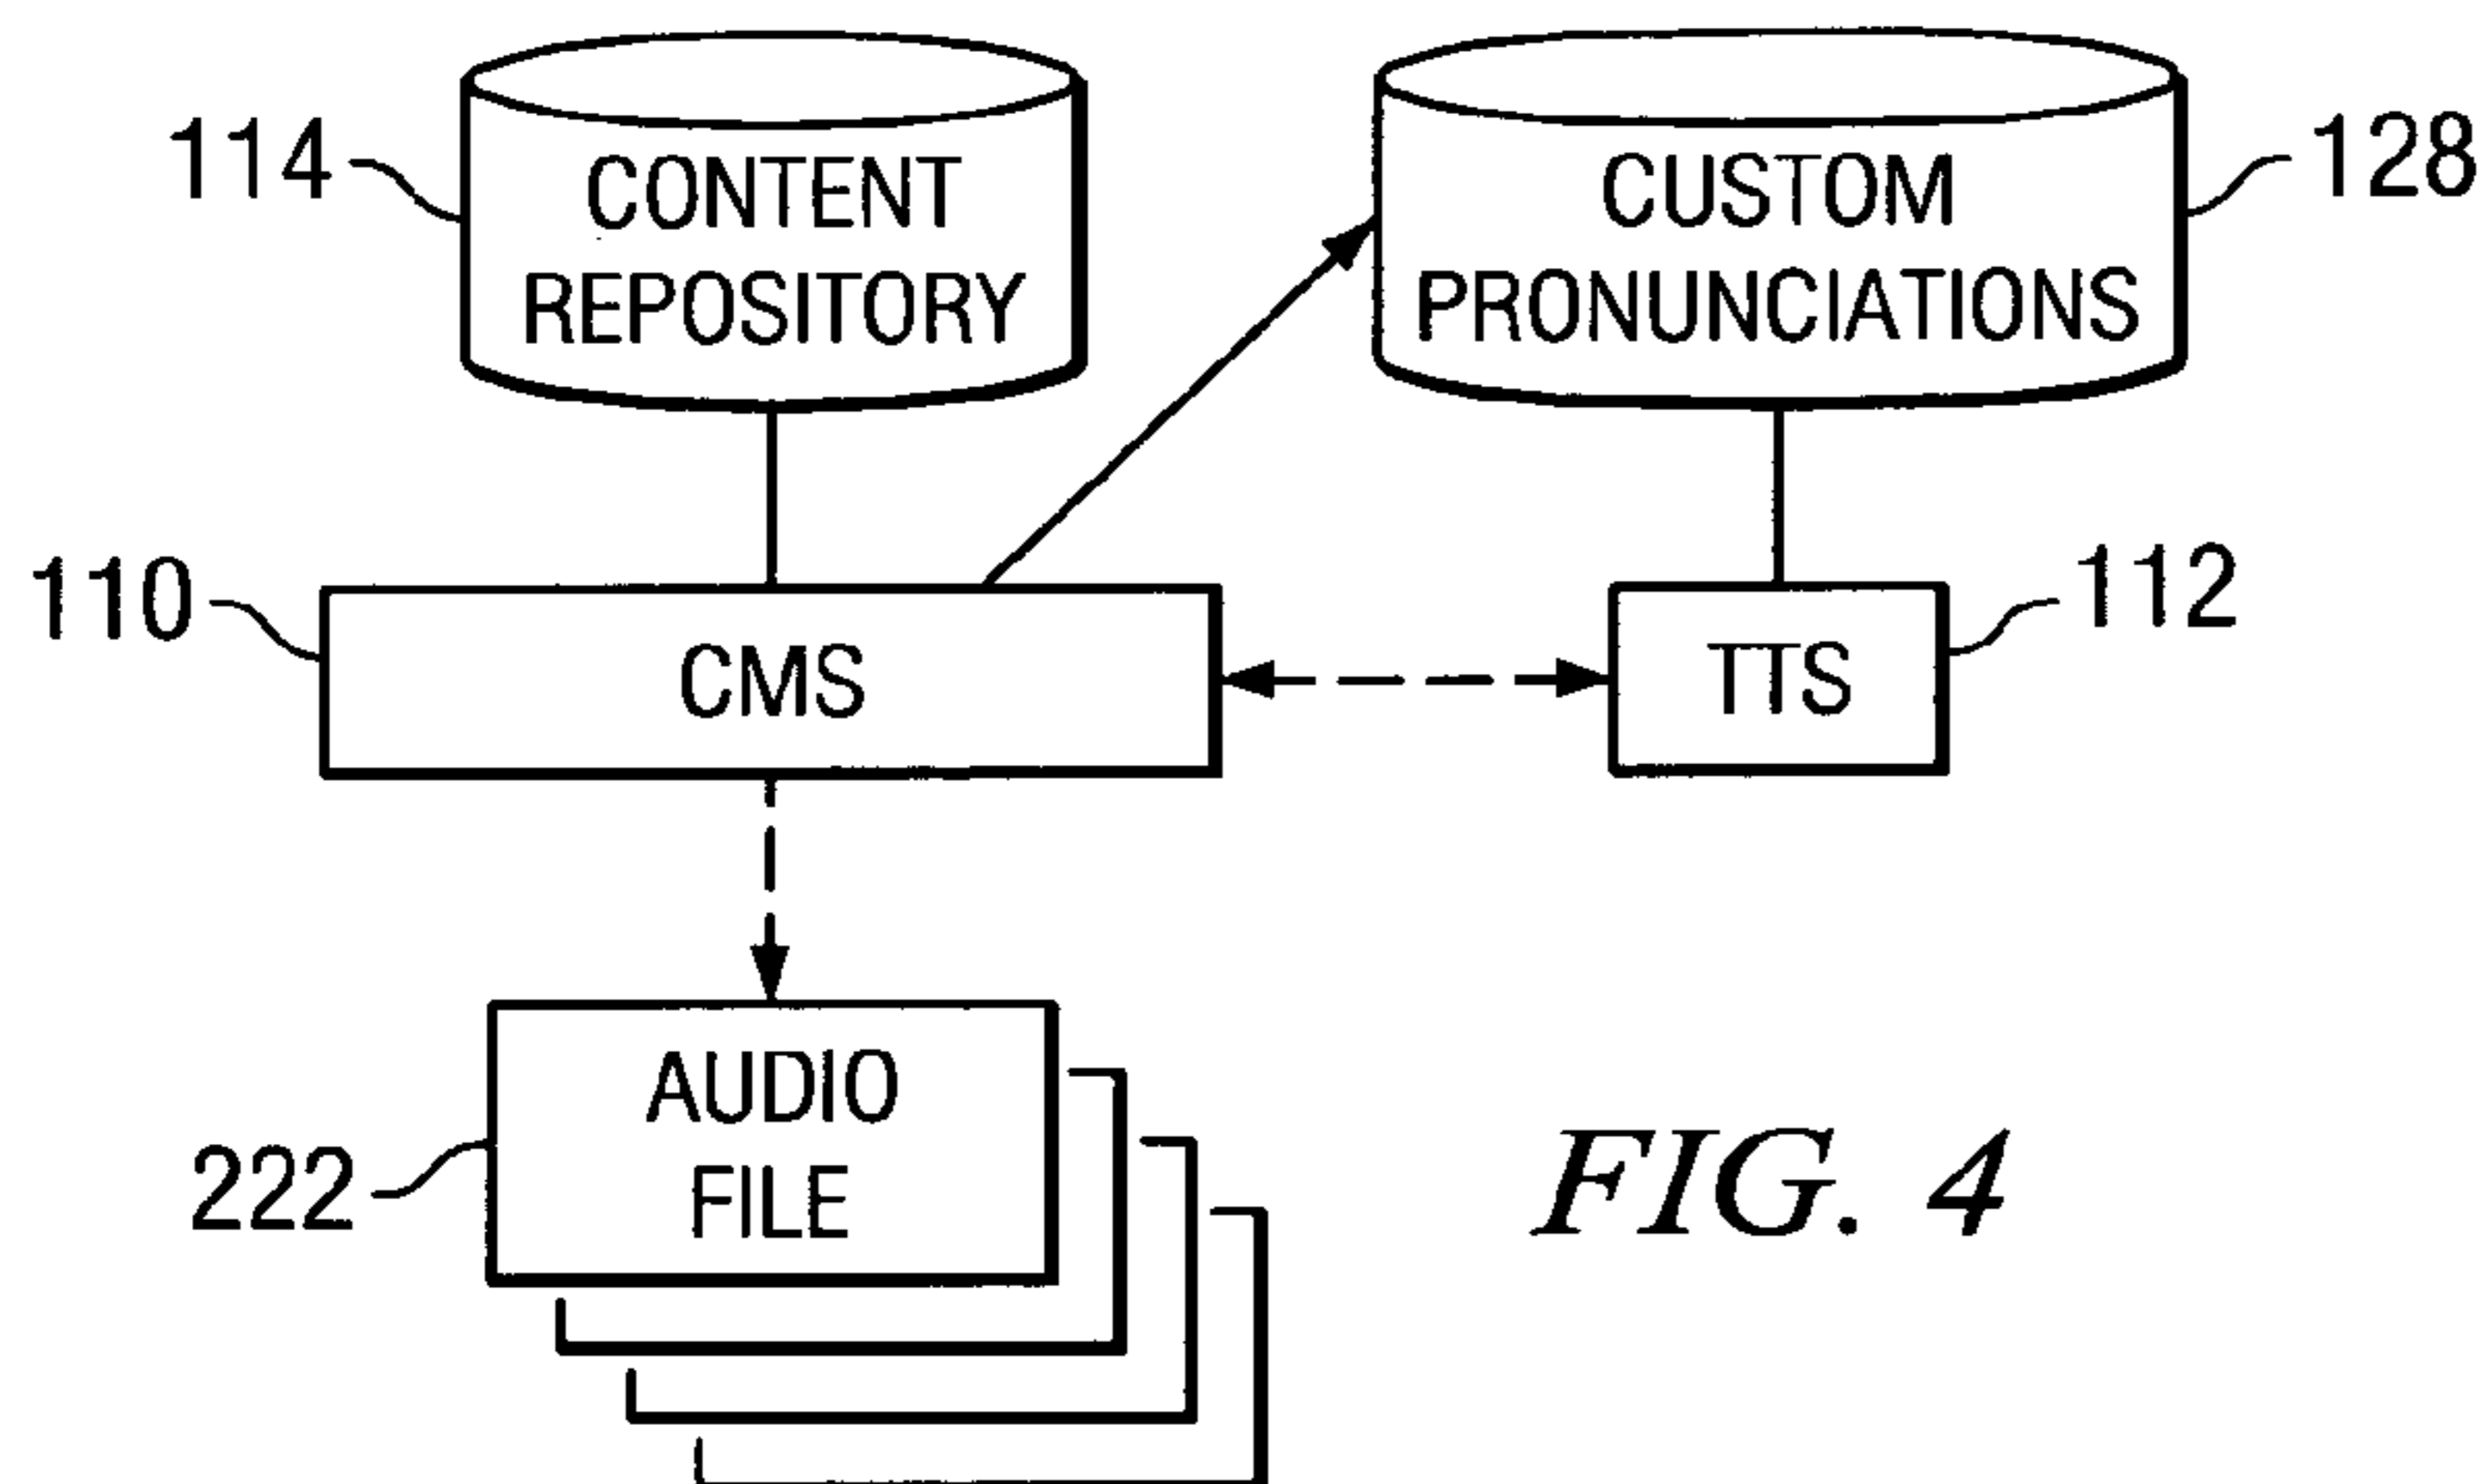 114
CONTENT
REPOSITORY
CUSTOM
PRONUNCIATIONS
128
110
CMS
TTS
112
AUDIO
FILE
222
FIG. 4